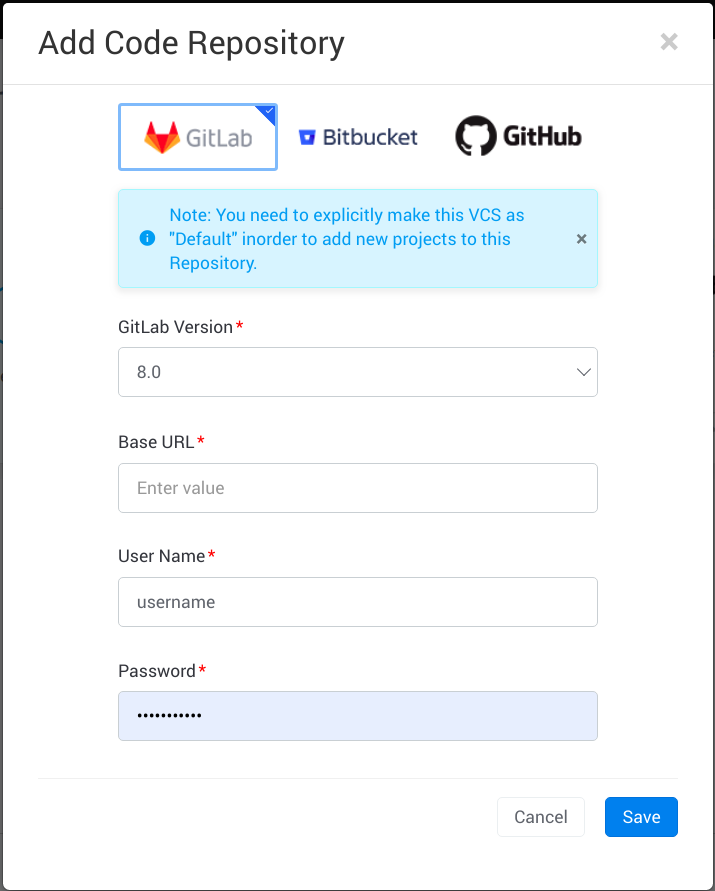 Add Code Repository
×
GitLab
Bitbucket
GitHub
Note: You need to explicitly make this VCS as
"Default" inorder to add new projects to this
Repository.
×
GitLab Version*
8.0
Base URL*
Enter value
User Name*
username
Password*
•••••••••••
Cancel
Save